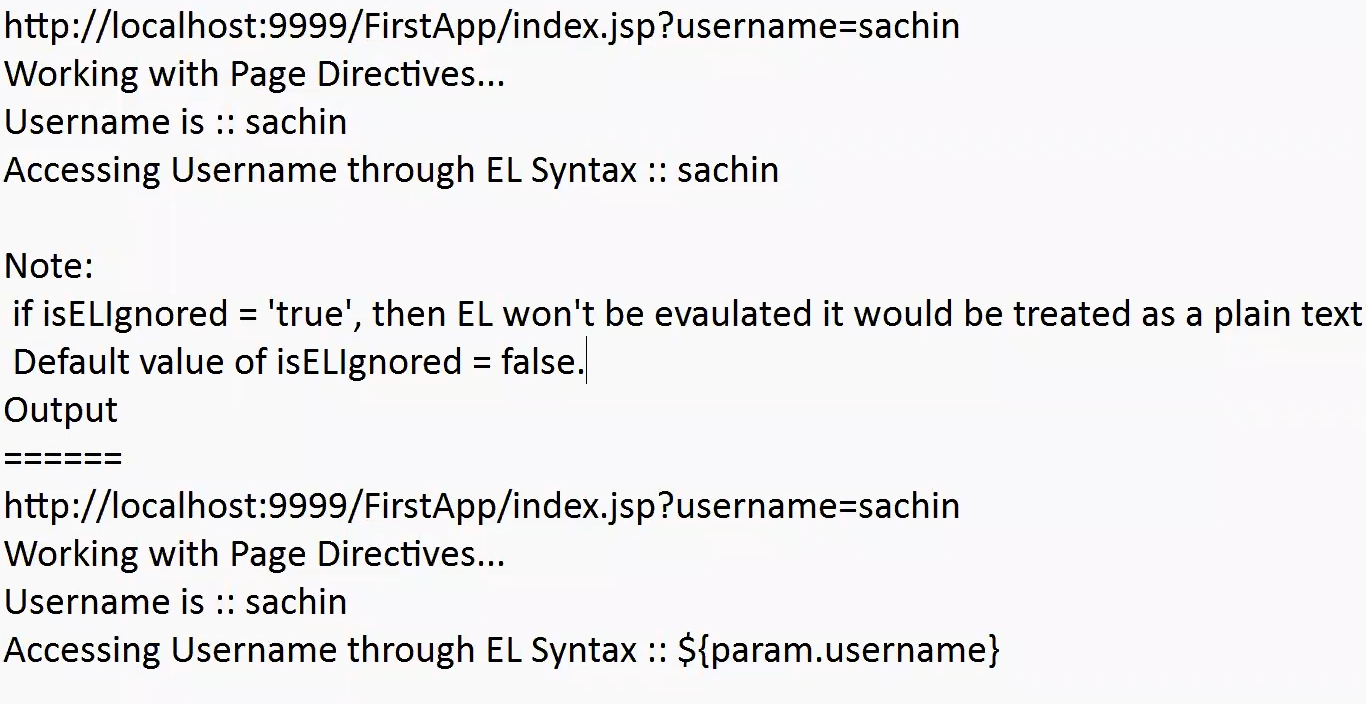 http://localhost:9999/FirstApp/index.jsp?username=sachin
Working with Page Directives...
Username is :: sachin
Accessing Username through EL Syntax :: sachin
Note:
if isELIgnored = 'true', then EL won't be evaulated it would be treated as a plain text
Default value of isELIgnored = false.
Output
======
http://localhost:9999/FirstApp/index.jsp?username=sachin
Working with Page Directives...
Username is :: sachin
Accessing Username through EL Syntax :: ${param.username}